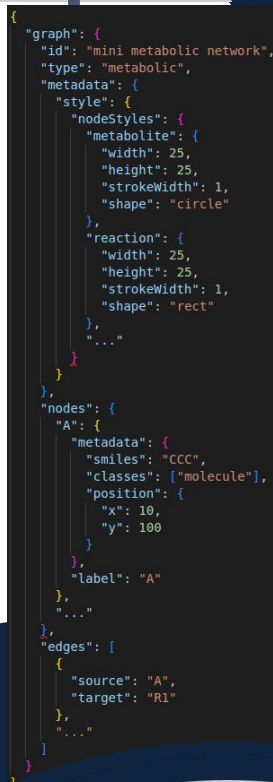 {
"graph": {
"id": "mini metabolic network",
"type": "metabolic",
"metadata": {
"style": {
"nodeStyles": {
"metabolite": {
"width": 25,
"height": 25,
"strokeWidth": 1,
"shape": "circle"
},
"reaction": {
"width": 25,
"height": 25,
"strokeWidth": 1,
"shape": "rect"
},
"..."
}
}
},
"nodes": {
"A": {
"metadata": {
"smiles": "CCC",
"classes": ["molecule"],
"position": {
"x": 10,
"y": 100
}
},
"label": "A"
},
"..."
},
"edges": [
{
"source": "A",
"target": "R1"
},
"..."
]
}
}